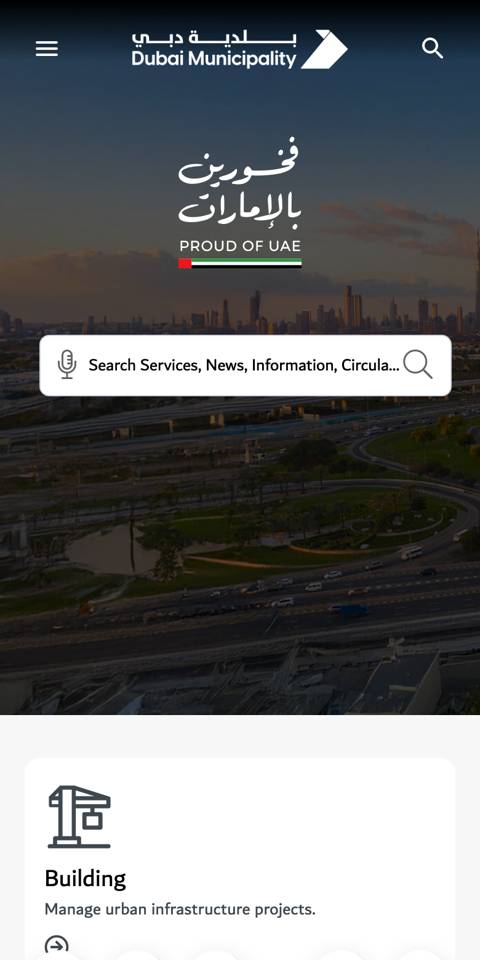 بلدية دبي
Dubai Municipality
فخورين
بالإمارات
PROUD OF UAE
Search Services, News, Information, Circula...
Building
Manage urban infrastructure projects.